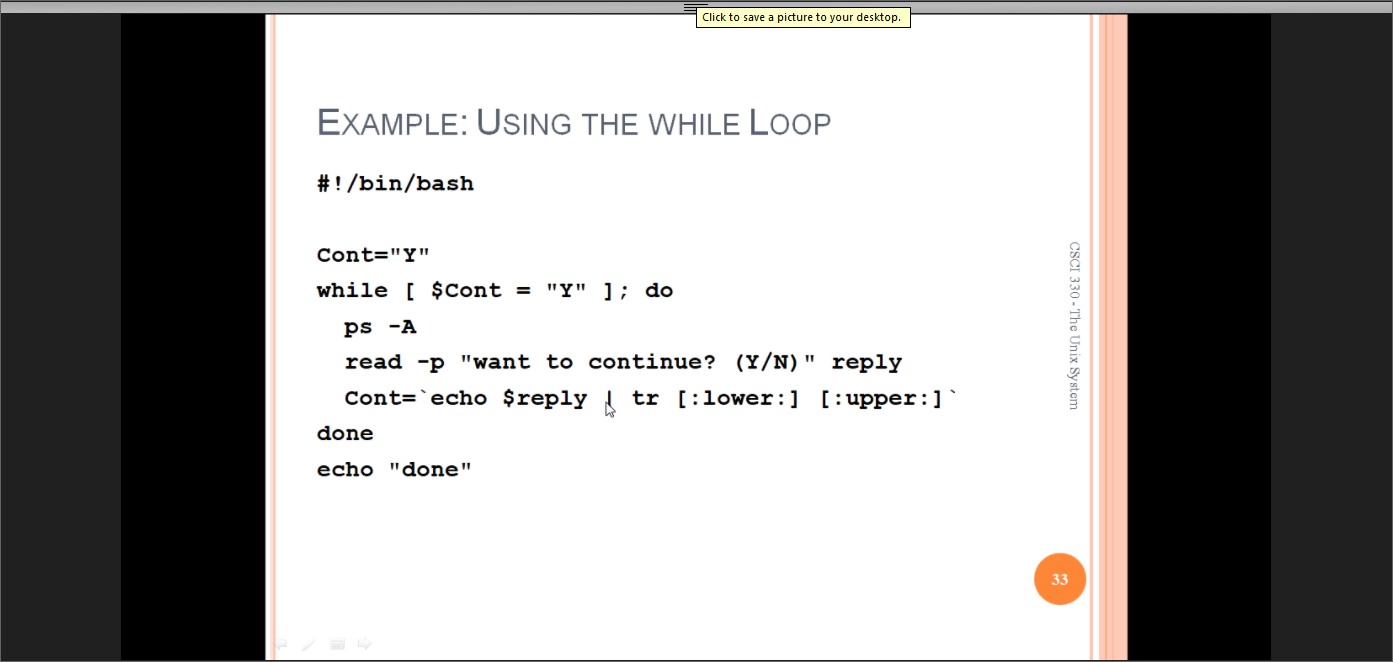 Click to save a picture to your desktop.
EXAMPLE: USING THE WHILE LOOP
#!/bin/bash
Cont="Y"
while [ $Cont = "Y" ]; do
ps -A
read -p "want to continue? (Y/N)" reply
Cont=`echo $reply | tr [:lower:] [:upper:]`
done
echo "done"
CSCI 330 - The Unix System
33